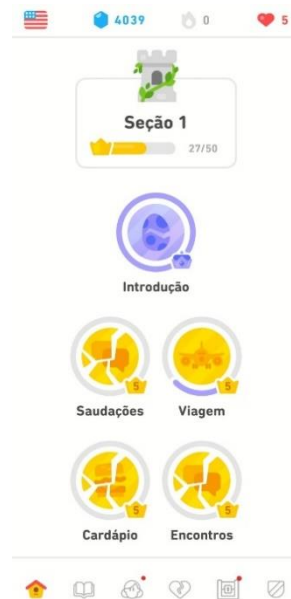 4039 0 5
Seção 1
27/50
Introdução
5 5
Saudações Viagem
5 5
Cardápio Encontros